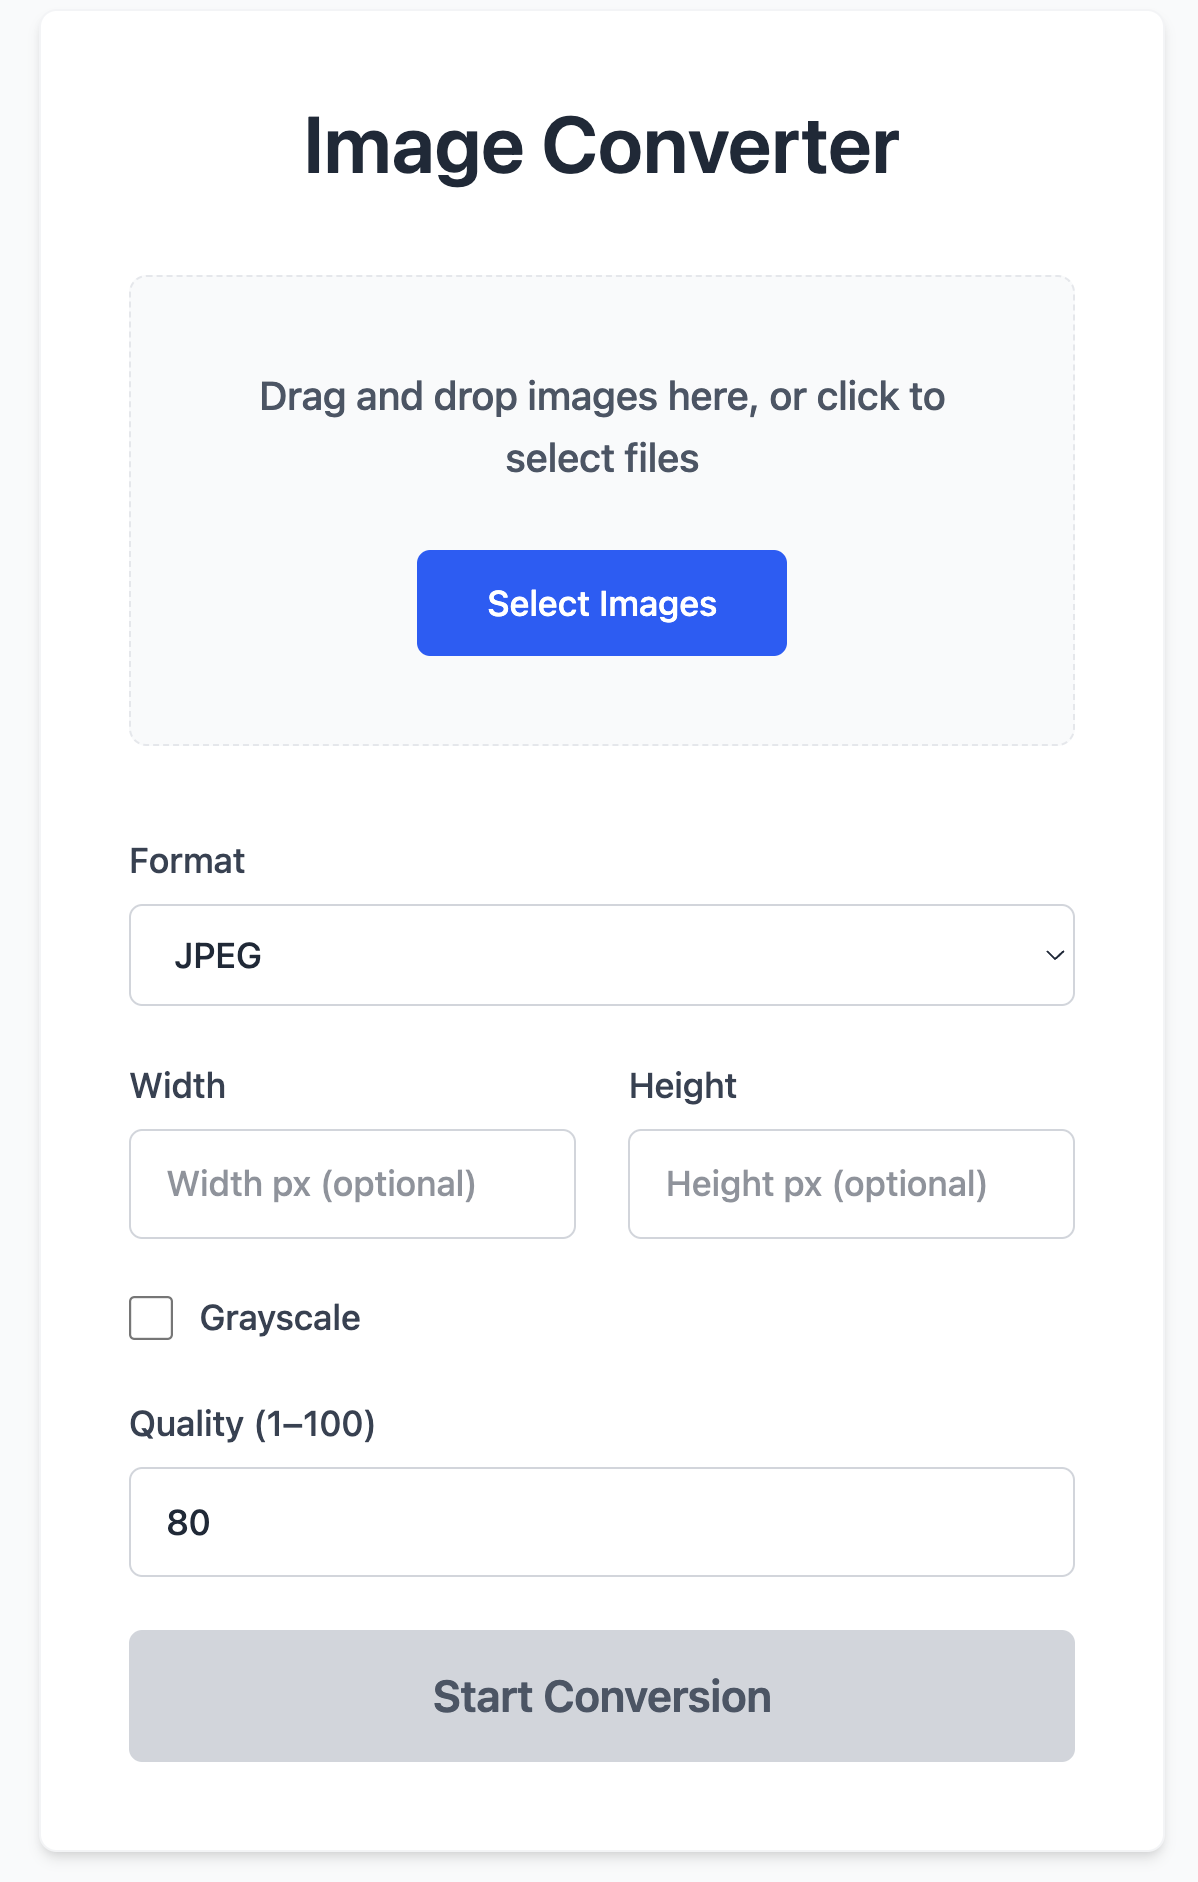 Image Converter
Drag and drop images here, or click to
select files
Select Images
Format
JPEG
Width
Height
Width px (optional)
Height px (optional)
Grayscale
Quality (1–100)
80
Start Conversion